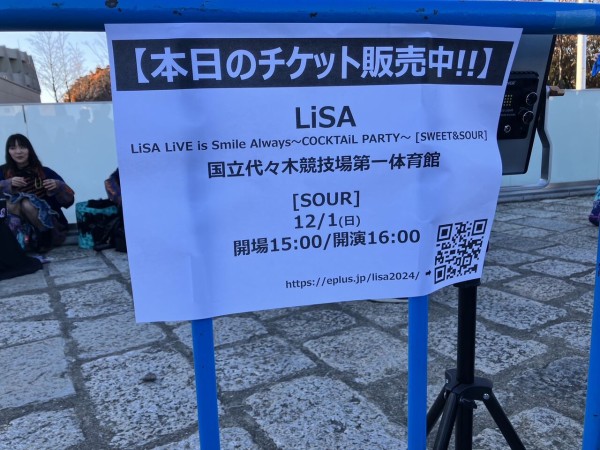 【本日のチケット販売中!!】
LiSA
LiSA LiVE is Smile Always～COCKTAiL PARTY～ [SWEET&SOUR]
国立代々木競技場第一体育館
[SOUR]
12/1(日)
開場15:00/開演16:00
https://eplus.jp/lisa2024/ ➡